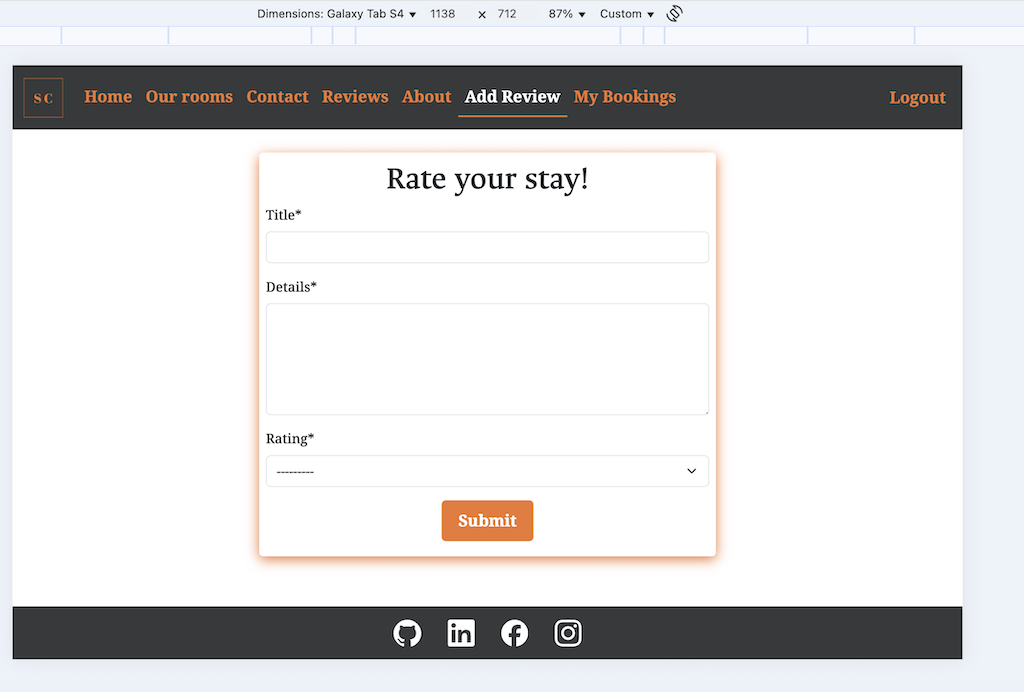 Dimensions: Galaxy Tab S4 ▼ 1138 × 712 87% ▼ Custom ▼
S C Home Our rooms Contact Reviews About Add Review My Bookings Logout
Rate your stay!
Title*
Details*
Rating*
---------
Submit
in